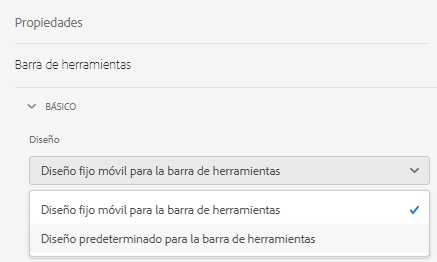 Propiedades
Barra de herramientas
BÁSICO
Diseño
Diseño fijo móvil para la barra de herramientas
Diseño fijo móvil para la barra de herramientas
Diseño predeterminado para la barra de herramientas